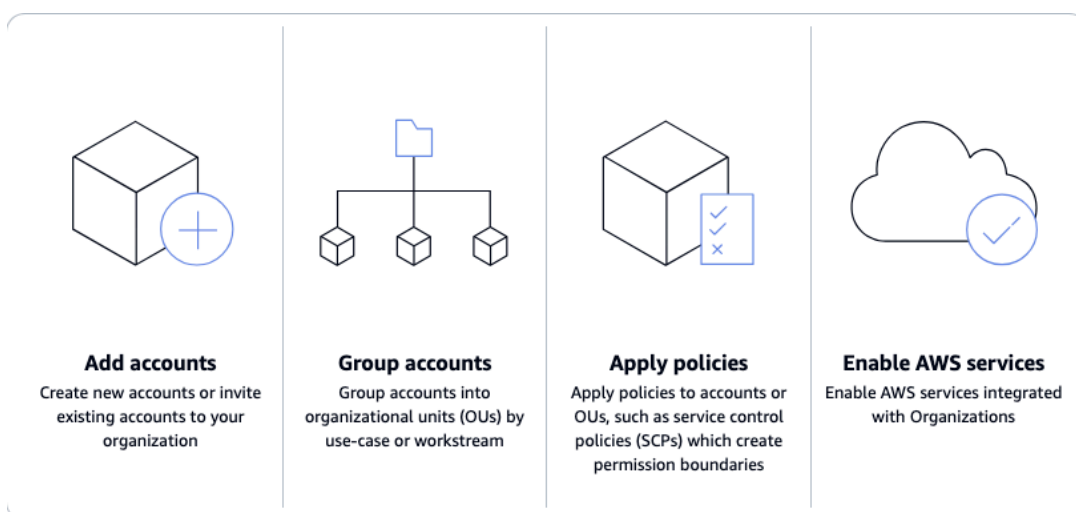 Add accounts
Create new accounts or invite
existing accounts to your
organization
Group accounts
Group accounts into
organizational units (OUs) by
use-case or workstream
Apply policies
Apply policies to accounts or
OUs, such as service control
policies (SCPs) which create
permission boundaries
Enable AWS services
Enable AWS services integrated
with Organizations